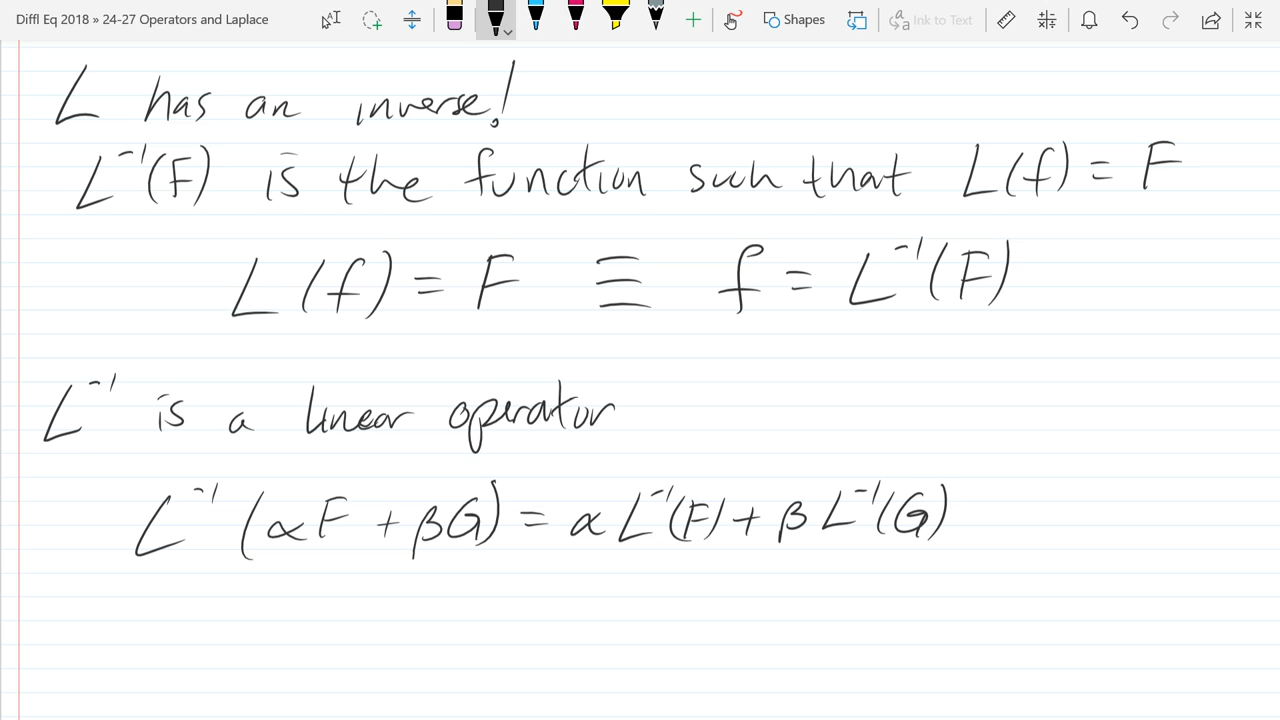 Diffl Eq 2018 » 24-27 Operators and Laplace
Shapes
Ink to Text
L has an inverse!
L⁻¹(F) is the function such that L(f) = F
L(f) = F ≡ f = L⁻¹(F)
L⁻¹ is a linear operator
L⁻¹(αF + βG) = αL⁻¹(F) + βL⁻¹(G)